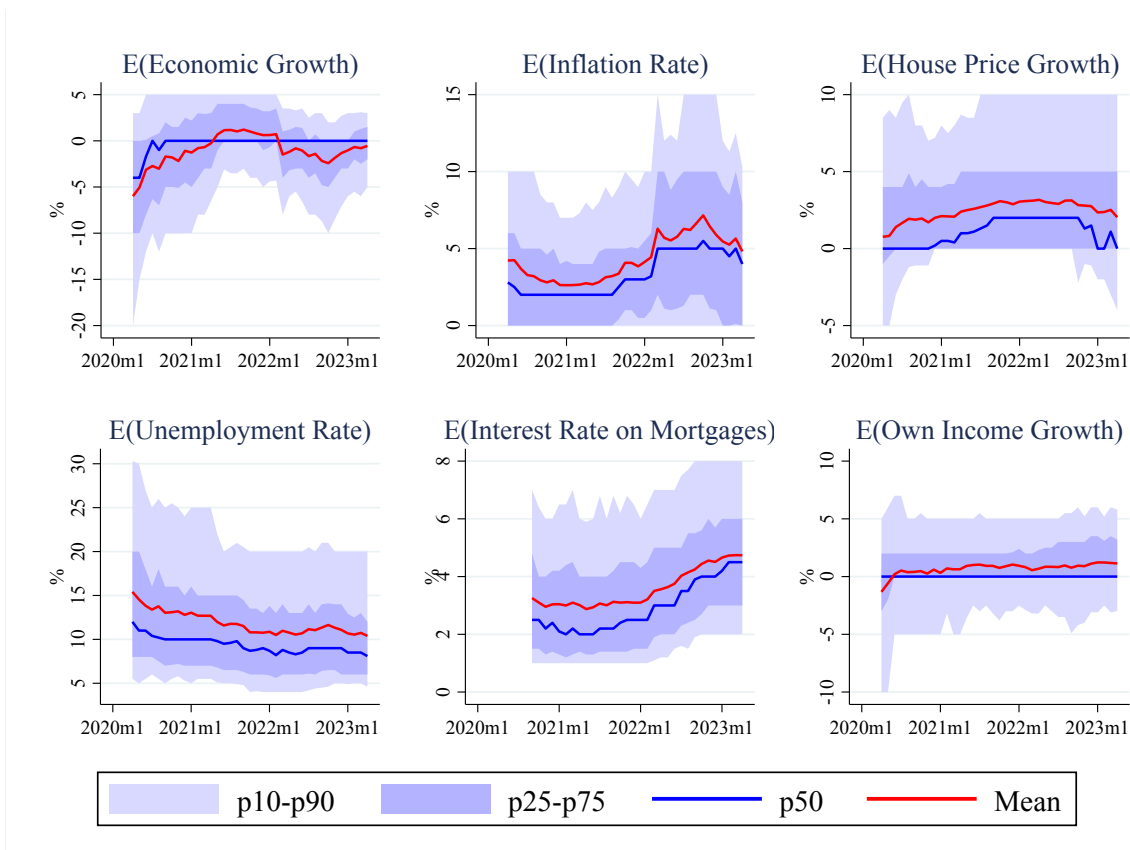 E(Economic Growth)
5
0
-5
-10
-15
-20
%
2020m1 2021m1 2022m1 2023m1
E(Inflation Rate)
15
10
5
0
%
2020m1 2021m1 2022m1 2023m1
E(House Price Growth)
10
5
0
-5
%
2020m1 2021m1 2022m1 2023m1
E(Unemployment Rate)
30
25
20
15
10
5
%
2020m1 2021m1 2022m1 2023m1
E(Interest Rate on Mortgages)
8
6
4
2
0
%
2020m1 2021m1 2022m1 2023m1
E(Own Income Growth)
10
5
0
-5
-10
%
2020m1 2021m1 2022m1 2023m1
p10-p90 p25-p75 p50 Mean